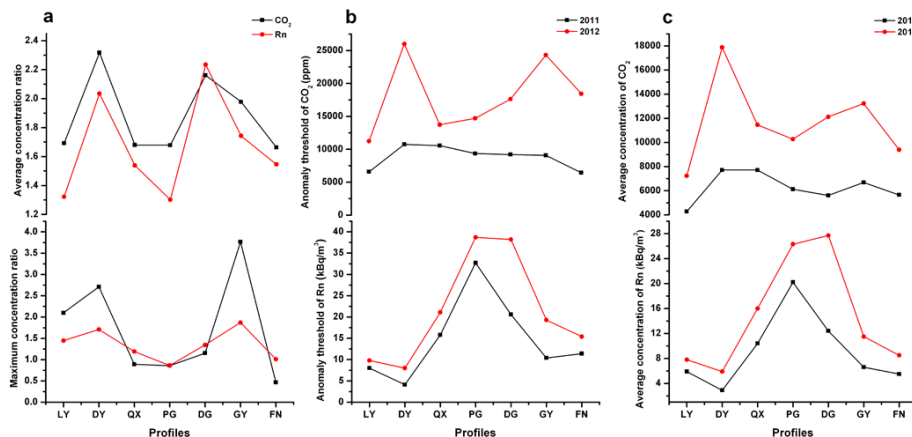 a
CO2
Rn
Average concentration ratio
2.4
2.2
2.0
1.8
1.6
1.4
1.2
Maximum concentration ratio
4.0
3.5
3.0
2.5
2.0
1.5
1.0
0.5
0.0
LY DY QX PG DG GY FN
Profiles
b
2011
2012
Anomaly threshold of CO2 (ppm)
25000
20000
15000
10000
5000
0
Anomaly threshold of Rn (kBq/m3)
40
35
30
25
20
15
10
5
0
LY DY QX PG DG GY FN
Profiles
c
201
201
Average concentration of CO2
18000
16000
14000
12000
10000
8000
6000
4000
Average concentration of Rn (kBq/m3)
28
24
20
16
12
8
4
LY DY QX PG DG GY FN
Profiles